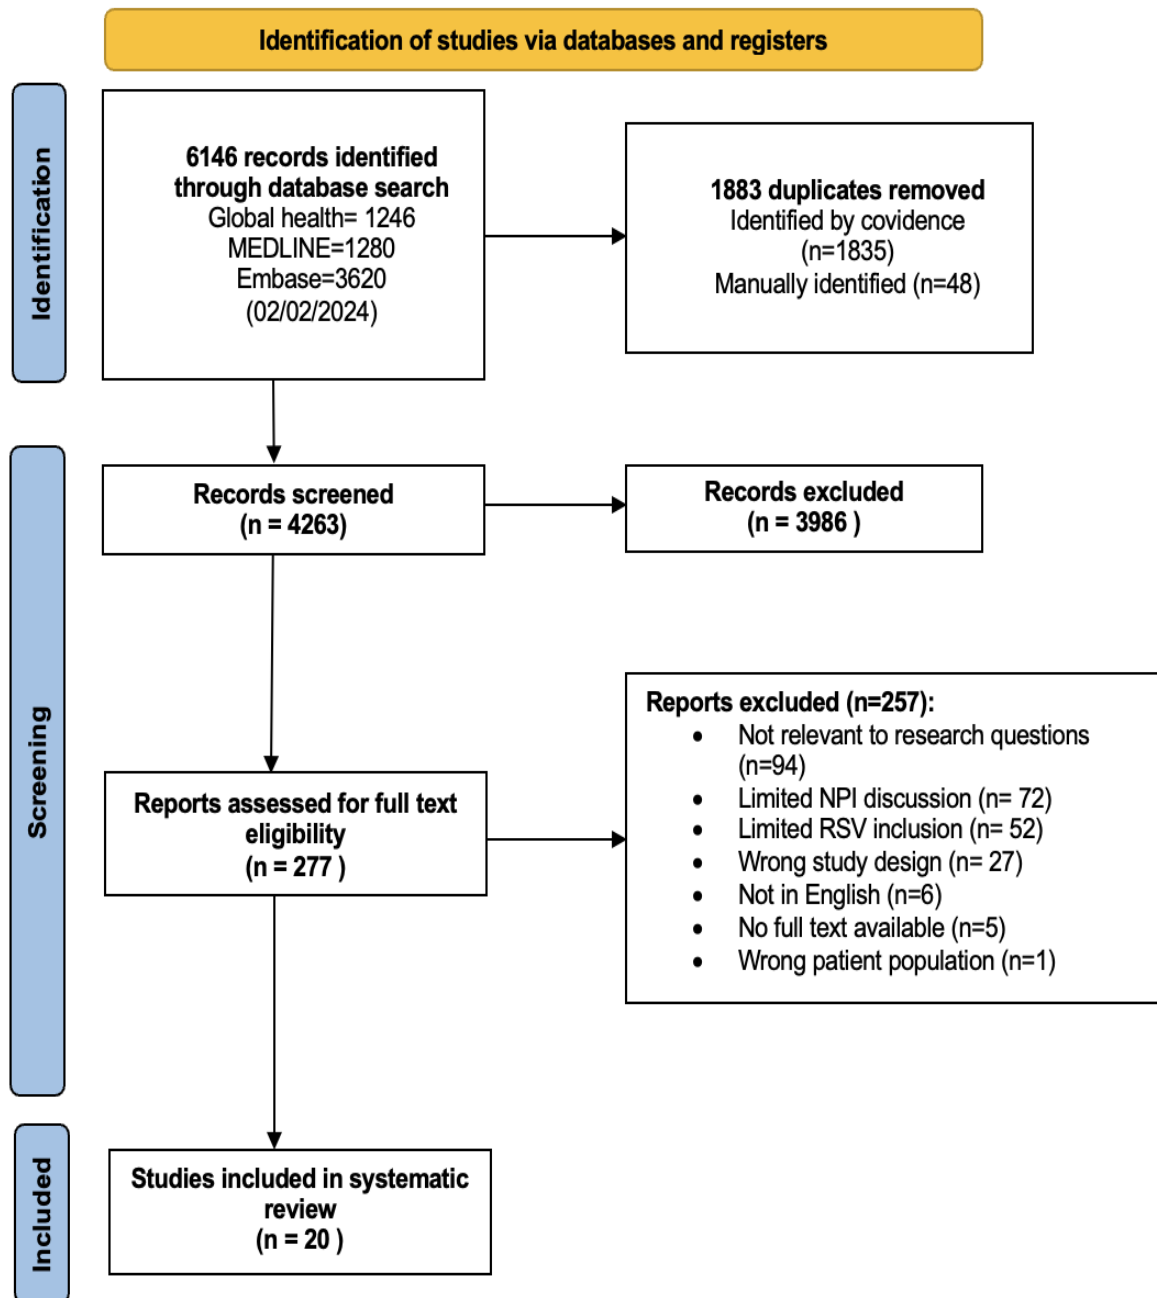 Identification of studies via databases and registers
Identification
6146 records identified
through database search
Global health= 1246
MEDLINE=1280
Embase=3620
(02/02/2024)
1883 duplicates removed
Identified by covidence
(n=1835)
Manually identified (n=48)
Screening
Records screened
(n = 4263)
Records excluded
(n = 3986 )
Reports assessed for full text
eligibility
(n = 277 )
Reports excluded (n=257):
• Not relevant to research questions
(n=94)
• Limited NPI discussion (n= 72)
• Limited RSV inclusion (n= 52)
• Wrong study design (n= 27)
• Not in English (n=6)
• No full text available (n=5)
• Wrong patient population (n=1)
Included
Studies included in systematic
review
(n = 20 )